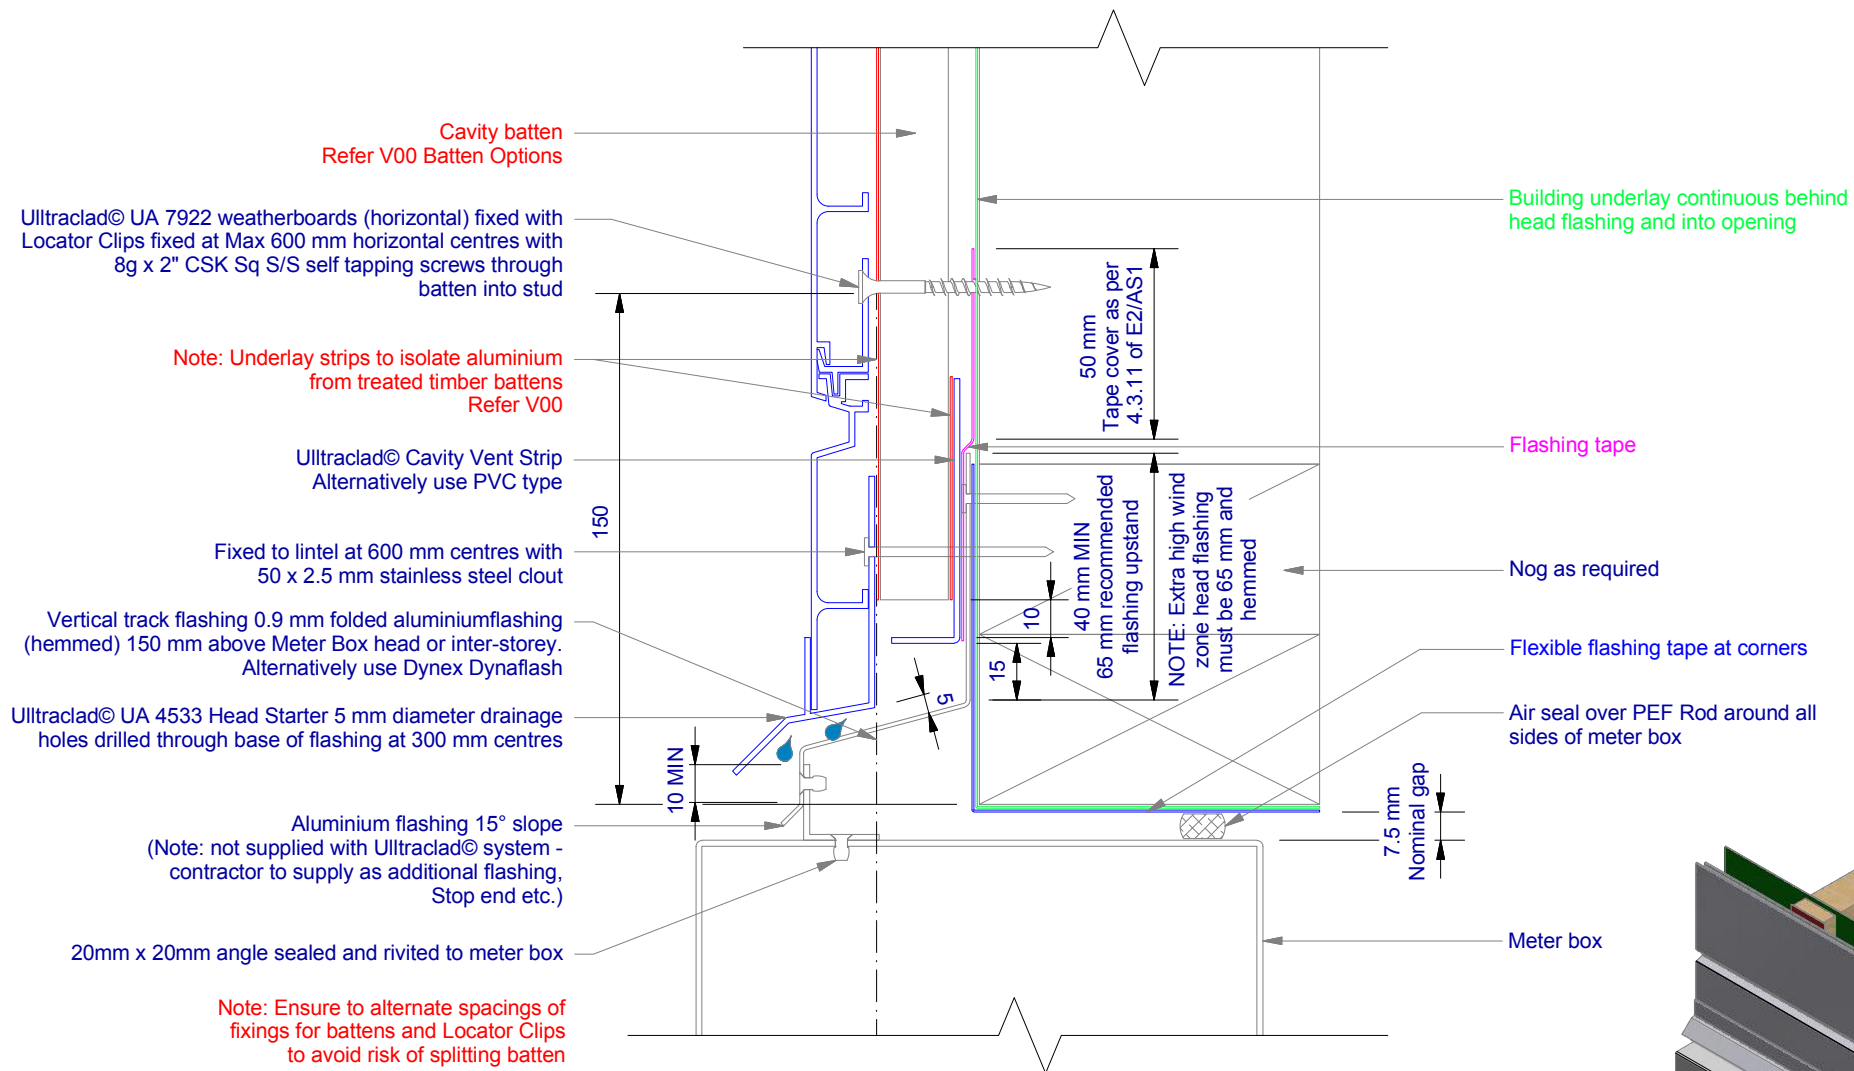 Cavity batten
Refer V00 Batten Options
Ulltraclad© UA 7922 weatherboards (horizontal) fixed with
Locator Clips fixed at Max 600 mm horizontal centres with
8g x 2" CSK Sq S/S self tapping screws through
batten into stud
Note: Underlay strips to isolate aluminium
from treated timber battens
Refer V00
Ulltraclad© Cavity Vent Strip
Alternatively use PVC type
Fixed to lintel at 600 mm centres with
50 x 2.5 mm stainless steel clout
Vertical track flashing 0.9 mm folded aluminiumflashing
(hemmed) 150 mm above Meter Box head or inter-storey.
Alternatively use Dynex Dynaflash
Ulltraclad© UA 4533 Head Starter 5 mm diameter drainage
holes drilled through base of flashing at 300 mm centres
Aluminium flashing 15° slope
(Note: not supplied with Ulltraclad© system -
contractor to supply as additional flashing,
Stop end etc.)
20mm x 20mm angle sealed and rivited to meter box
Note: Ensure to alternate spacings of
fixings for battens and Locator Clips
to avoid risk of splitting batten
150
10 MIN
5
15
10
50 mm
Tape cover as per
4.3.11 of E2/AS1
40 mm MIN
65 mm recommended
flashing upstand
NOTE: Extra high wind
zone head flashing
must be 65 mm and
hemmed
Building underlay continuous behind
head flashing and into opening
Flashing tape
Nog as required
Flexible flashing tape at corners
Air seal over PEF Rod around all
sides of meter box
7.5 mm
Nominal gap
Meter box